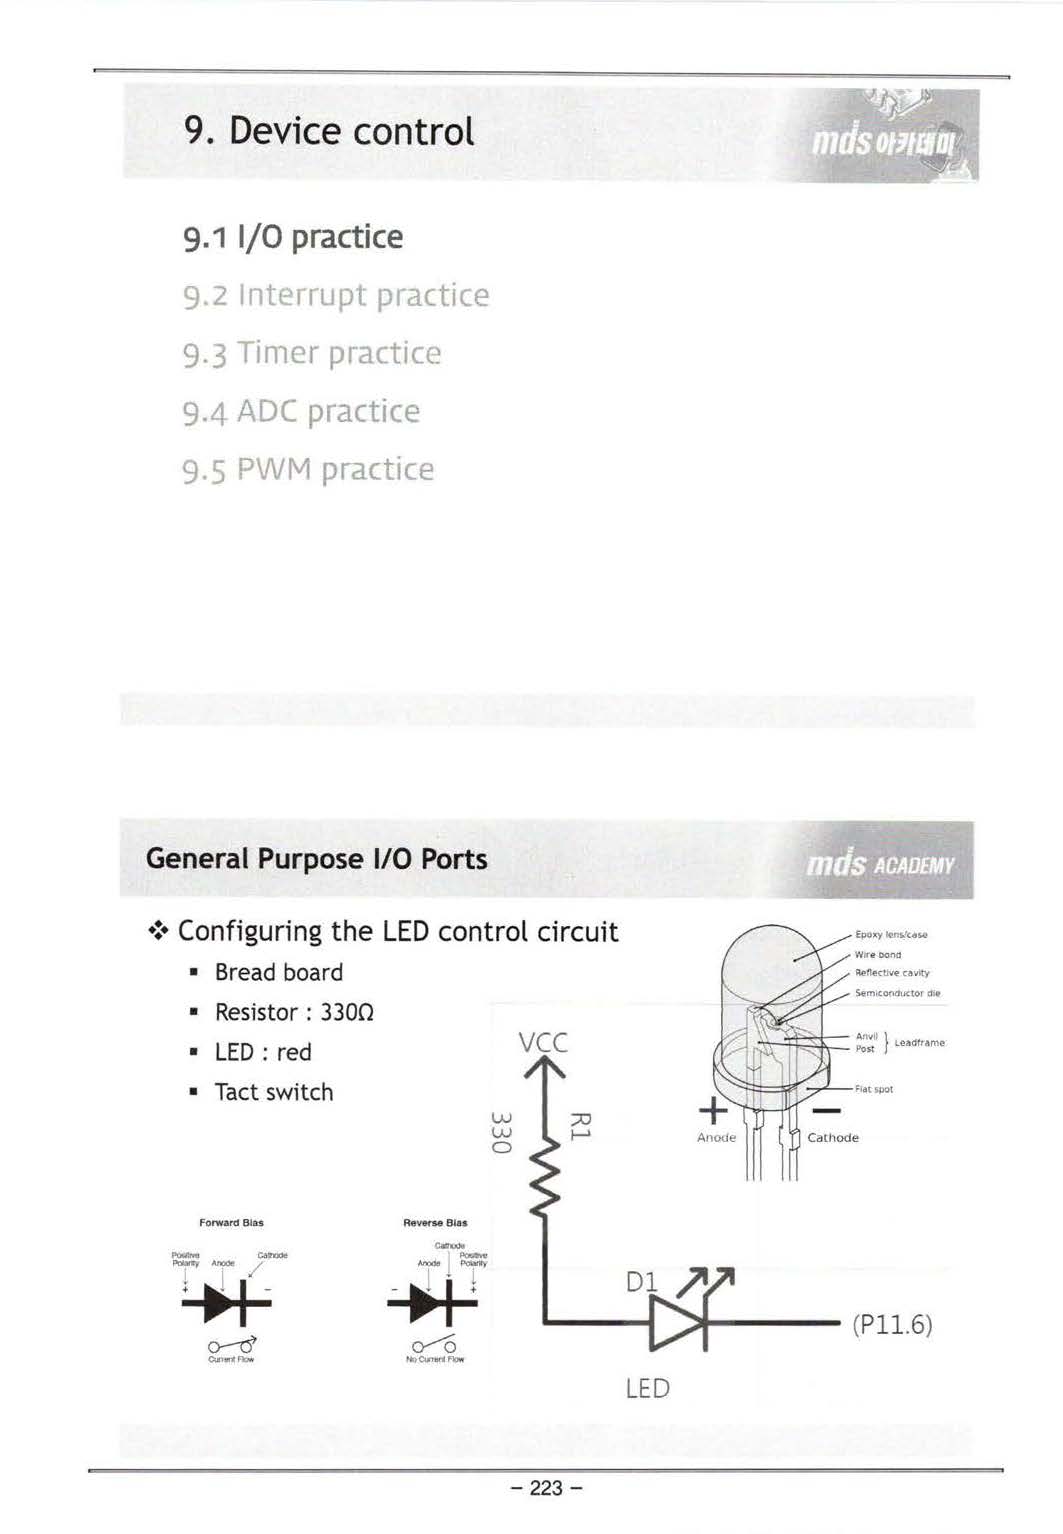 9. Device control
mds 아카데미
9.1 I/O practice
9.2 Interrupt practice
9.3 Timer practice
9.4 ADC practice
9.5 PWM practice
General Purpose I/O Ports
mds ACADEMY
❖ Configuring the LED control circuit
▪ Bread board
▪ Resistor : 330Ω
▪ LED : red
▪ Tact switch
Epoxy lens/case
Wire bond
Reflective cavity
Semiconductor die
Anvil
Post
} Leadframe
Flat spot
+
−
Anode
Cathode
VCC
330
R1
D1
(P11.6)
LED
Forward Bias
Positive
Polarity
Anode
Cathode
+
-
Current Flow
Reverse Bias
Cathode
Anode
Positive
Polarity
-
+
No Current Flow
- 223 -